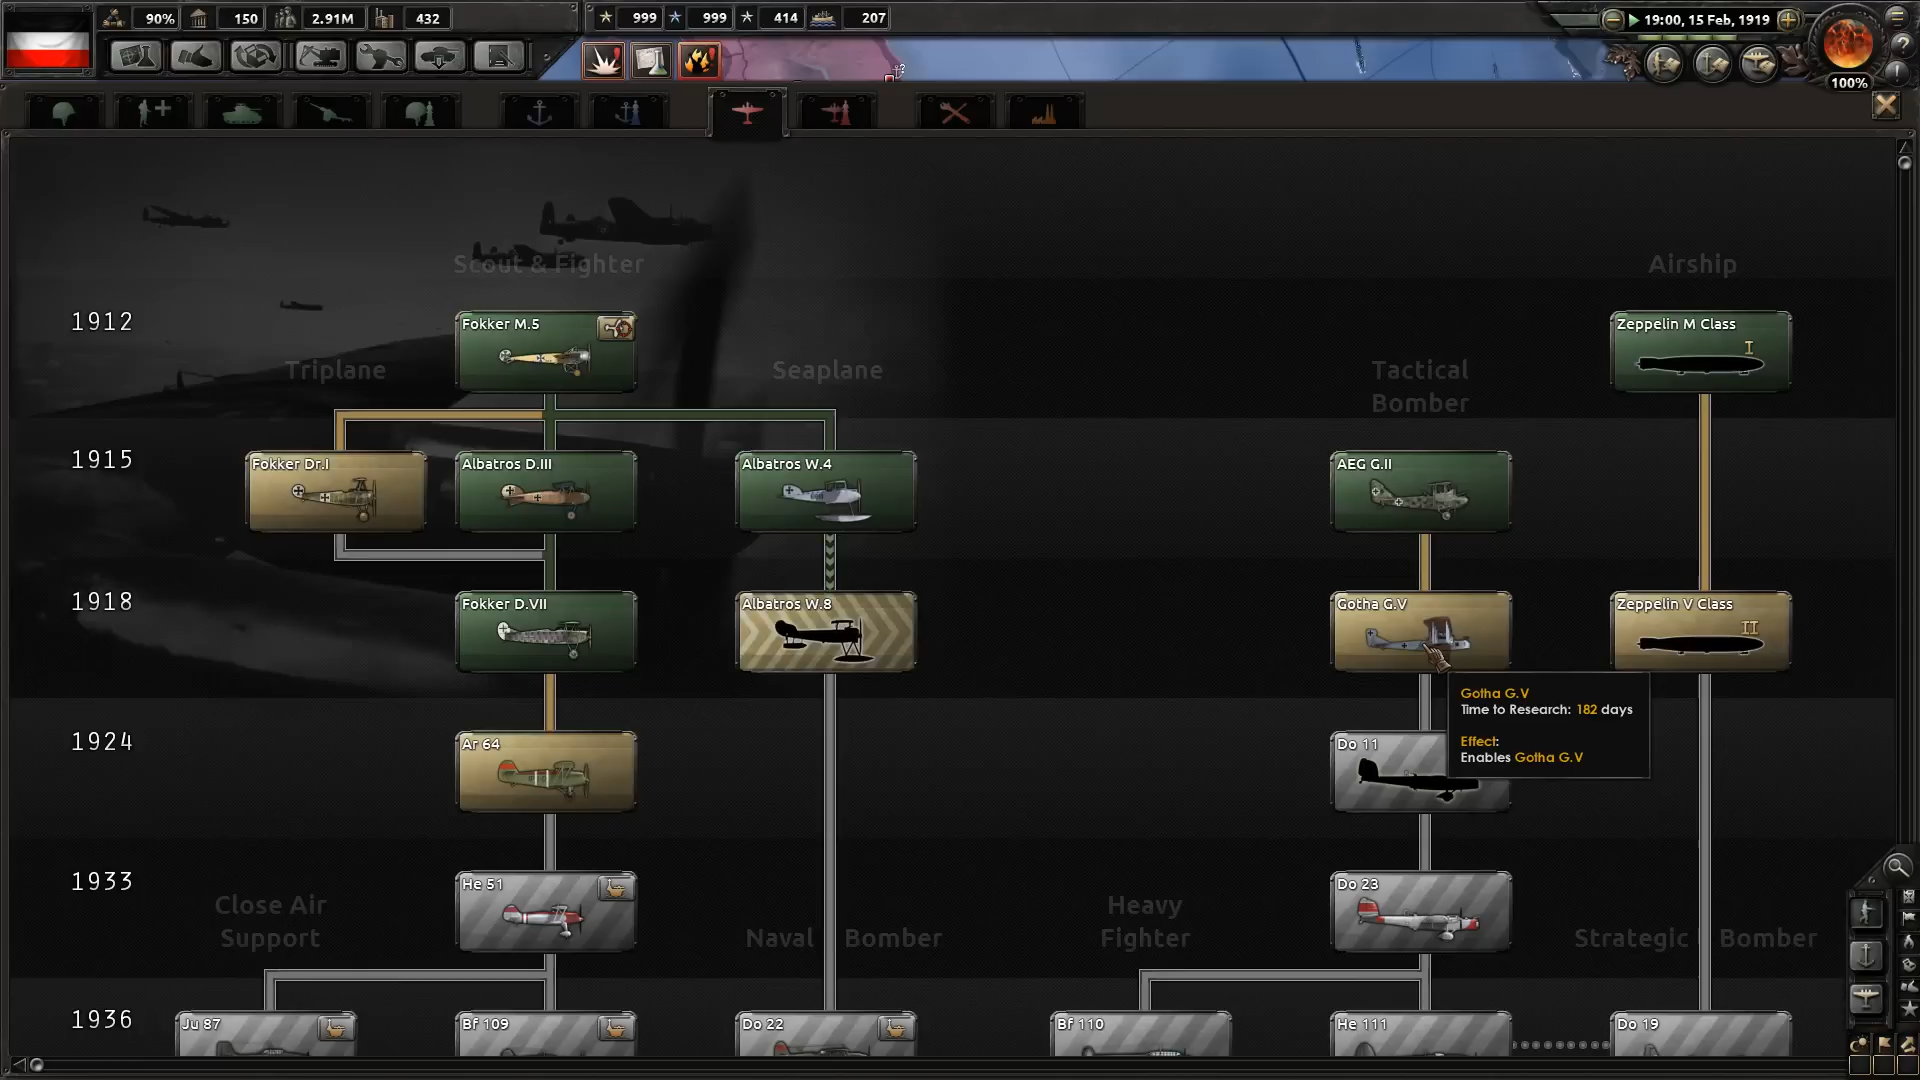 90%
150
2.91M
432
999
999
414
207
19:00, 15 Feb, 1919
100%
Scout & Fighter
Airship
1912
Fokker M.5
Zeppelin M Class
I
Triplane
Seaplane
Tactical
Bomber
1915
Fokker Dr.I
Albatros D.III
Albatros W.4
AEG G.II
1918
Fokker D.VII
Albatros W.8
Gotha G.V
Zeppelin V Class
II
Gotha G.V
Time to Research: 182 days
Effect:
Enables Gotha G.V
1924
Ar 64
Do 11
1933
He 51
Do 23
Close Air
Support
Naval Bomber
Heavy
Fighter
Strategic Bomber
1936
Ju 87
Bf 109
Do 22
Bf 110
He 111
Do 19